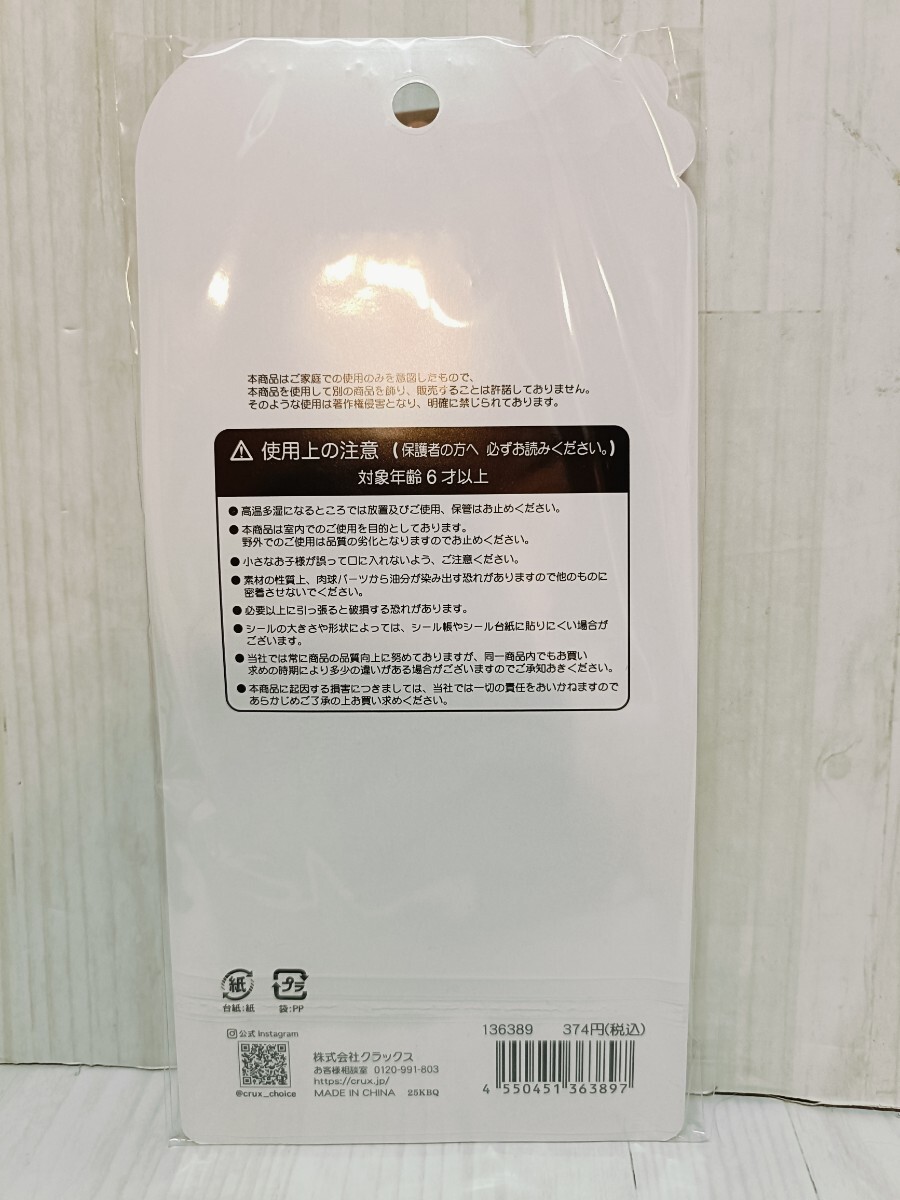 本商品はご家庭での使用のみを意図したもので、
本商品を使用して別の商品を飾り、販売することは許諾しておりません。
そのような使用は著作権侵害となり、明確に禁じられております。
使用上の注意 (保護者の方へ 必ずお読みください。)
対象年齢6才以上
●高温多湿になるところでは放置及びご使用、保管はお止めください。
●本商品は室内でのご使用を目的としております。
野外でのご使用は品質の劣化となりますのでお止めください。
●小さなお子様が誤って口に入れないよう、ご注意ください。
●素材の性質上、肉球パーツから油分が染み出す恐れがありますので他のものに
密着させないでください。
●必要以上に引っ張ると破損する恐れがあります。
●シールの大きさや形状によっては、シール帳やシール台紙に貼りにくい場合が
ございます。
●当社では常に商品の品質向上に努めておりますが、同一商品内でもお買い
求めの時期により多少の違いがある場合がございますのでご承知おきください。
●本商品に起因する損害につきましては、当社では一切の責任をおいかねますので
あらかじめご了承の上お買い求めください。
紙 プラ
台紙:紙 袋:PP
公式 Instagram
@crux_choice
株式会社クラックス
お客様相談室 0120-991-803
https://crux.jp/
MADE IN CHINA 25KBQ
136389 374円(税込)
4 550451 363897